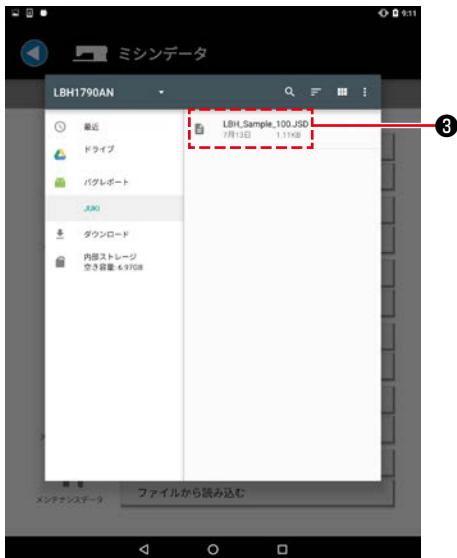 9:11
ミシンデータ
LBH1790AN
最近
ドライブ
バグレポート
JUKI
ダウンロード
内部ストレージ
空き容量: 6.97GB
LBH_Sample_100.JSD
7月13日 1.11KB
❸
メンテナンスデータ
ファイルから読み込む